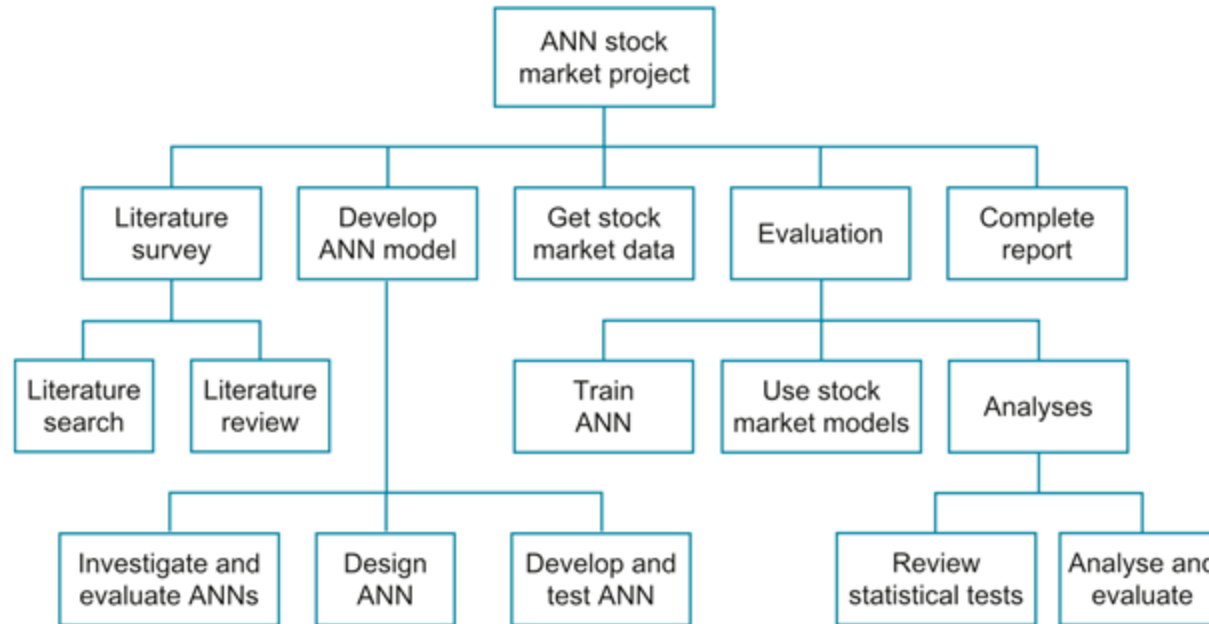 ANN stock
market project
Literature
survey
Develop
ANN model
Get stock
market data
Evaluation
Complete
report
Literature
search
Literature
review
Train
ANN
Use stock
market models
Analyses
Investigate and
evaluate ANNs
Design
ANN
Develop and
test ANN
Review
statistical tests
Analyse and
evaluate